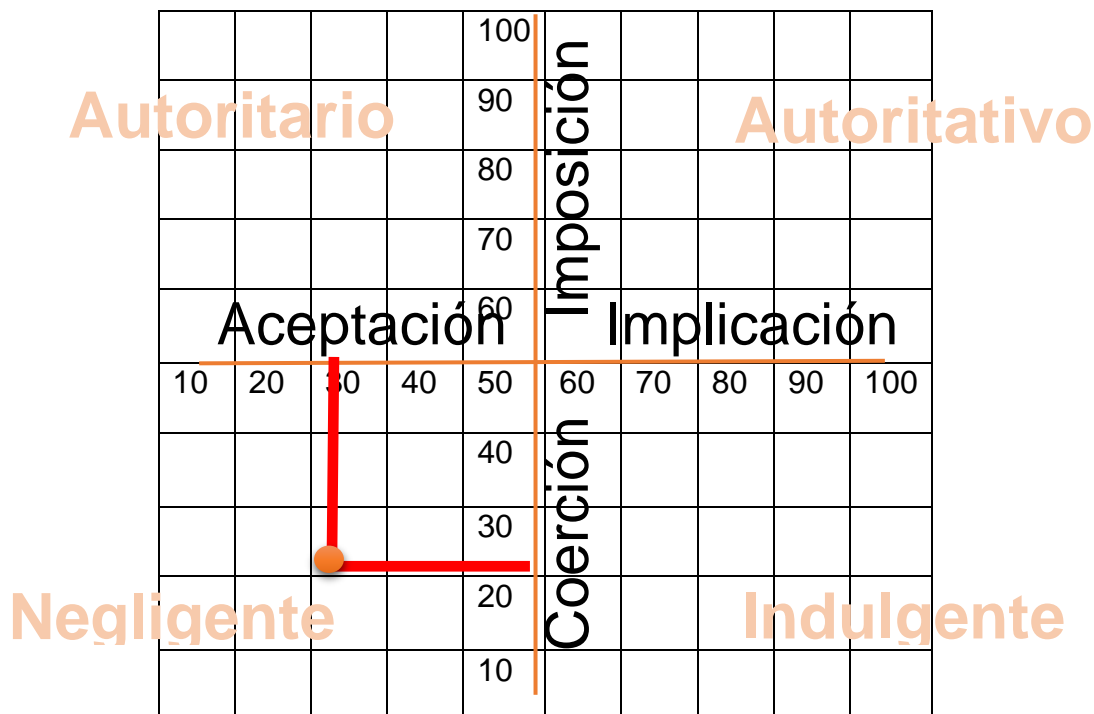 100
90
Autoritario
Autoritativo
80
70
60
Imposición
Aceptación
Implicación
10 20 30 40 50 60 70 80 90 100
40
30
Coerción
20
Negligente
Indulgente
10